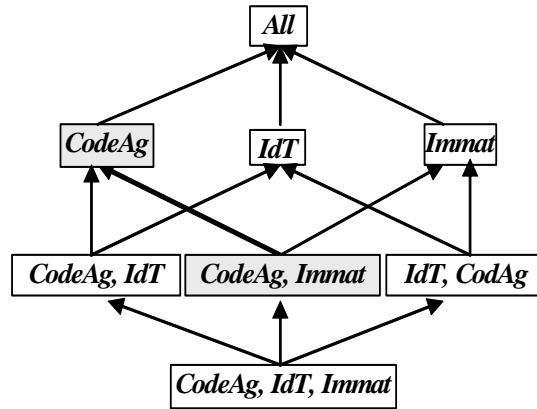 All
CodeAg
IdT
Immat
CodeAg, IdT
CodeAg, Immat
IdT, CodAg
CodeAg, IdT, Immat